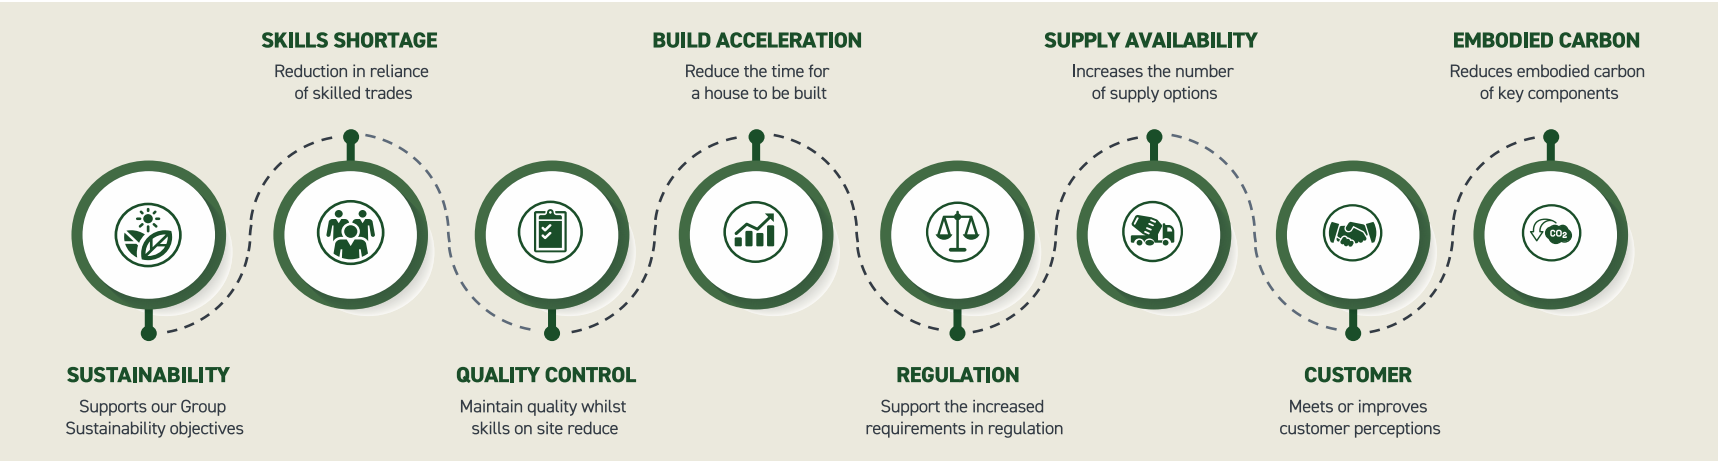 SKILLS SHORTAGE
Reduction in reliance
of skilled trades
BUILD ACCELERATION
Reduce the time for
a house to be built
SUPPLY AVAILABILITY
Increases the number
of supply options
EMBODIED CARBON
Reduces embodied carbon
of key components
CO2
SUSTAINABILITY
Supports our Group
Sustainability objectives
QUALITY CONTROL
Maintain quality whilst
skills on site reduce
REGULATION
Support the increased
requirements in regulation
CUSTOMER
Meets or improves
customer perceptions